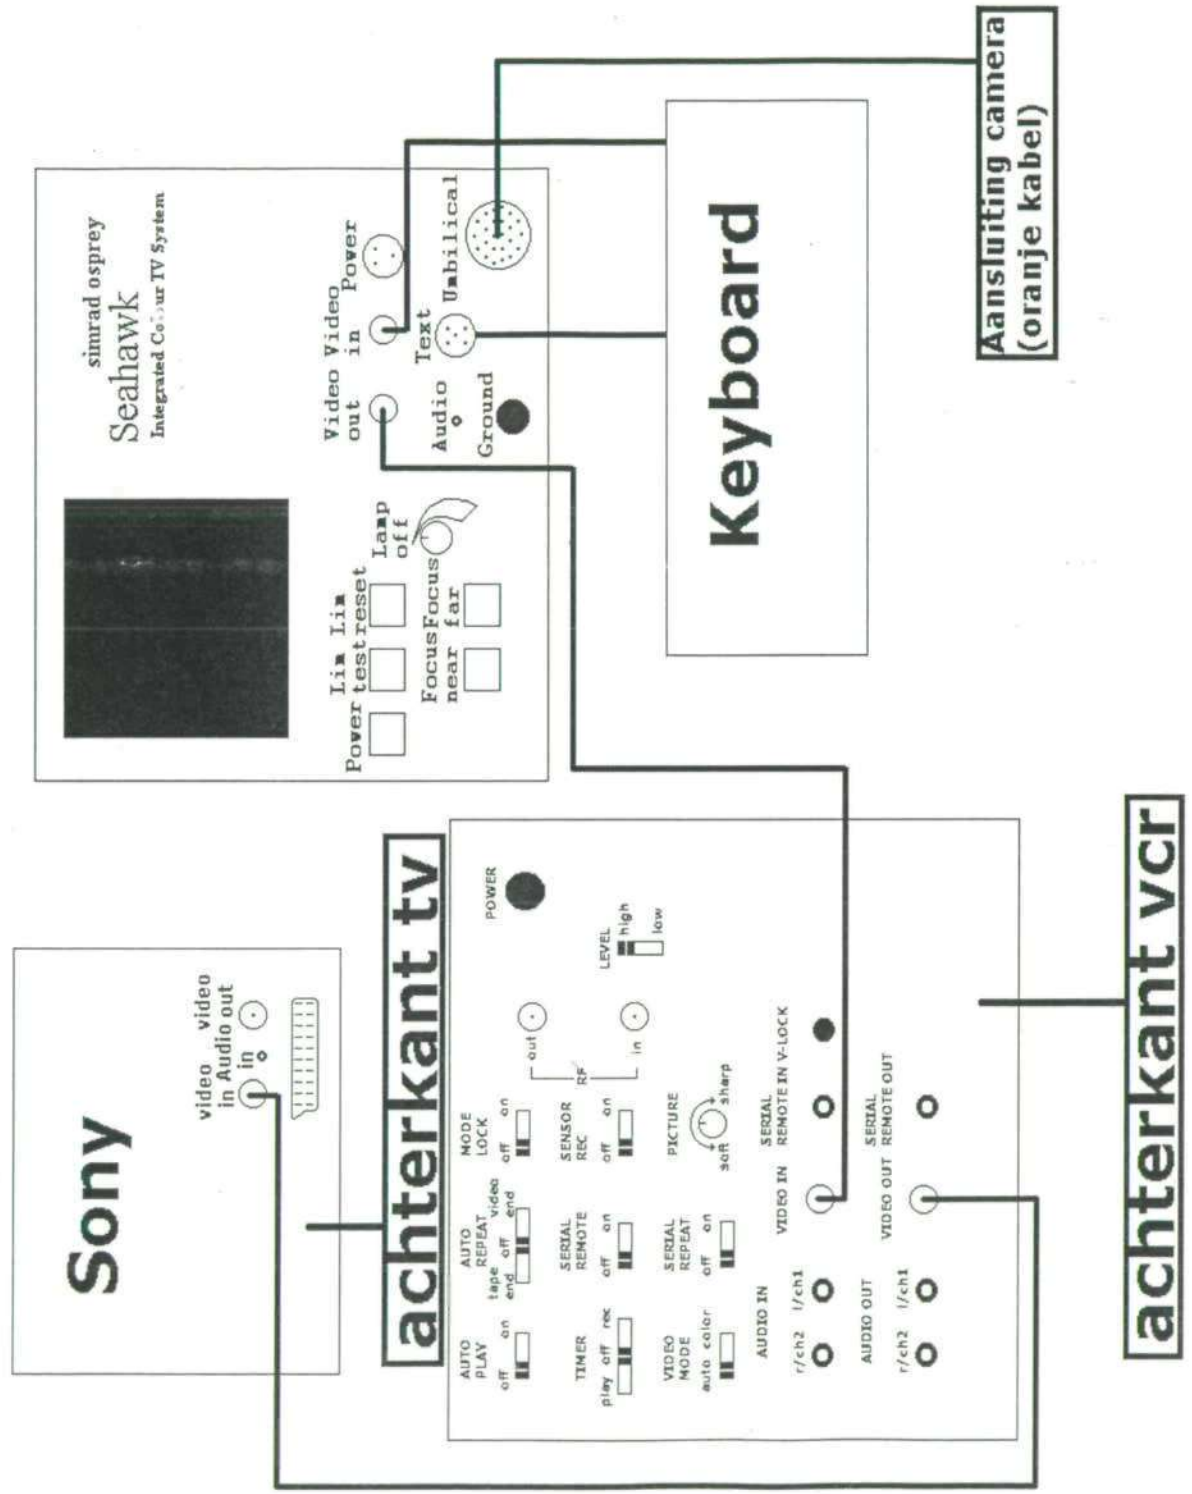 Sony
video video
in Audio out
in
achterkant tv
simrad osprey
Seahawk
Integrated Colour TV System
Power
Lim Lim
test reset
Lamp
off
Focus Focus
near far
Video Video
out in
Power
Audio
Text
Umbilical
Ground
AUTO
PLAY
off on
AUTO
REPEAT
tape off video
end end
MODE
LOCK
off on
POWER
TIMER
play off rec
SERIAL
REMOTE
off on
SENSOR
REC
off on
out
RF
in
LEVEL
high
low
VIDEO
MODE
auto color
SERIAL
REPEAT
off on
PICTURE
soft sharp
AUDIO IN
r/ch2 l/ch1
VIDEO IN
SERIAL
REMOTE IN V-LOCK
AUDIO OUT
r/ch2 l/ch1
VIDEO OUT
SERIAL
REMOTE OUT
achterkant vcr
Keyboard
Aansluiting camera
(oranje kabel)